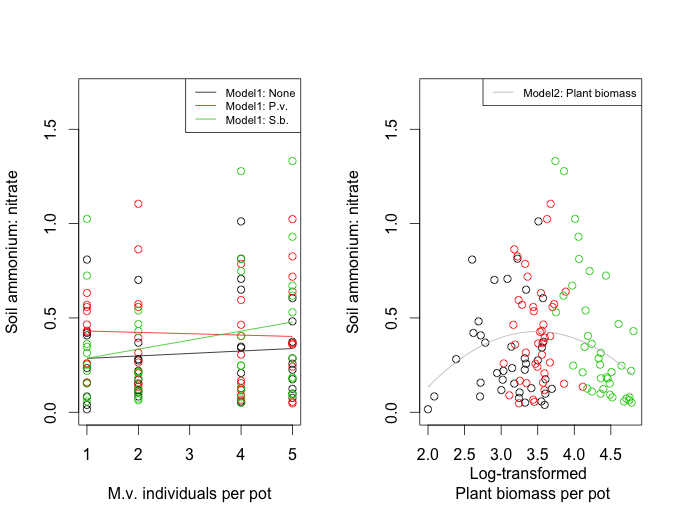 Model1: None
Model1: P.v.
Model1: S.b.
Soil ammonium: nitrate
0.0
0.5
1.0
1.5
1 2 3 4 5
M.v. individuals per pot
Model2: Plant biomass
Soil ammonium: nitrate
0.0
0.5
1.0
1.5
2.0 2.5 3.0 3.5 4.0 4.5
Log-transformed
Plant biomass per pot